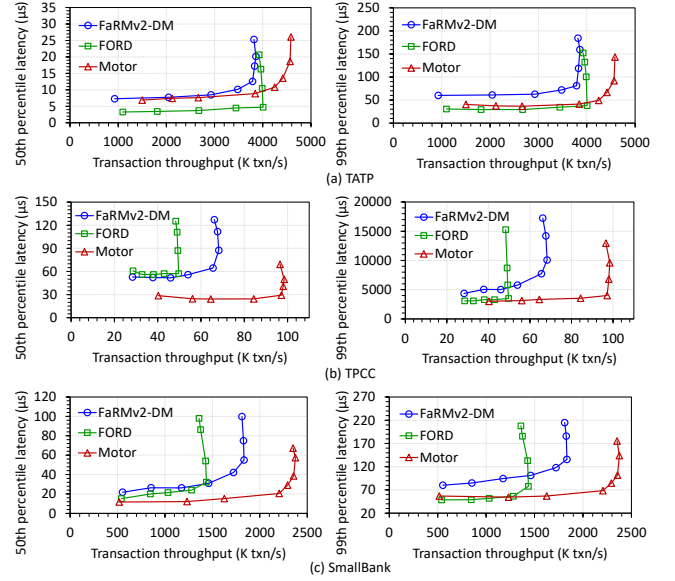 50th percentile latency (µs)
35
30
25
20
15
10
5
0
FaRMv2-DM
FORD
Motor
0 1000 2000 3000 4000 5000
Transaction throughput (K txn/s)
99th percentile latency (µs)
250
200
150
100
50
0
FaRMv2-DM
FORD
Motor
0 1000 2000 3000 4000 5000
Transaction throughput (K txn/s)
(a) TATP
50th percentile latency (µs)
150
120
90
60
30
0
FaRMv2-DM
FORD
Motor
0 20 40 60 80 100
Transaction throughput (K txn/s)
99th percentile latency (µs)
20000
15000
10000
5000
0
FaRMv2-DM
FORD
Motor
0 20 40 60 80 100
Transaction throughput (K txn/s)
(b) TPCC
50th percentile latency (µs)
120
100
80
60
40
20
0
FaRMv2-DM
FORD
Motor
0 500 1000 1500 2000 2500
Transaction throughput (K txn/s)
99th percentile latency (µs)
270
220
170
120
70
20
FaRMv2-DM
FORD
Motor
0 500 1000 1500 2000 2500
Transaction throughput (K txn/s)
(c) SmallBank